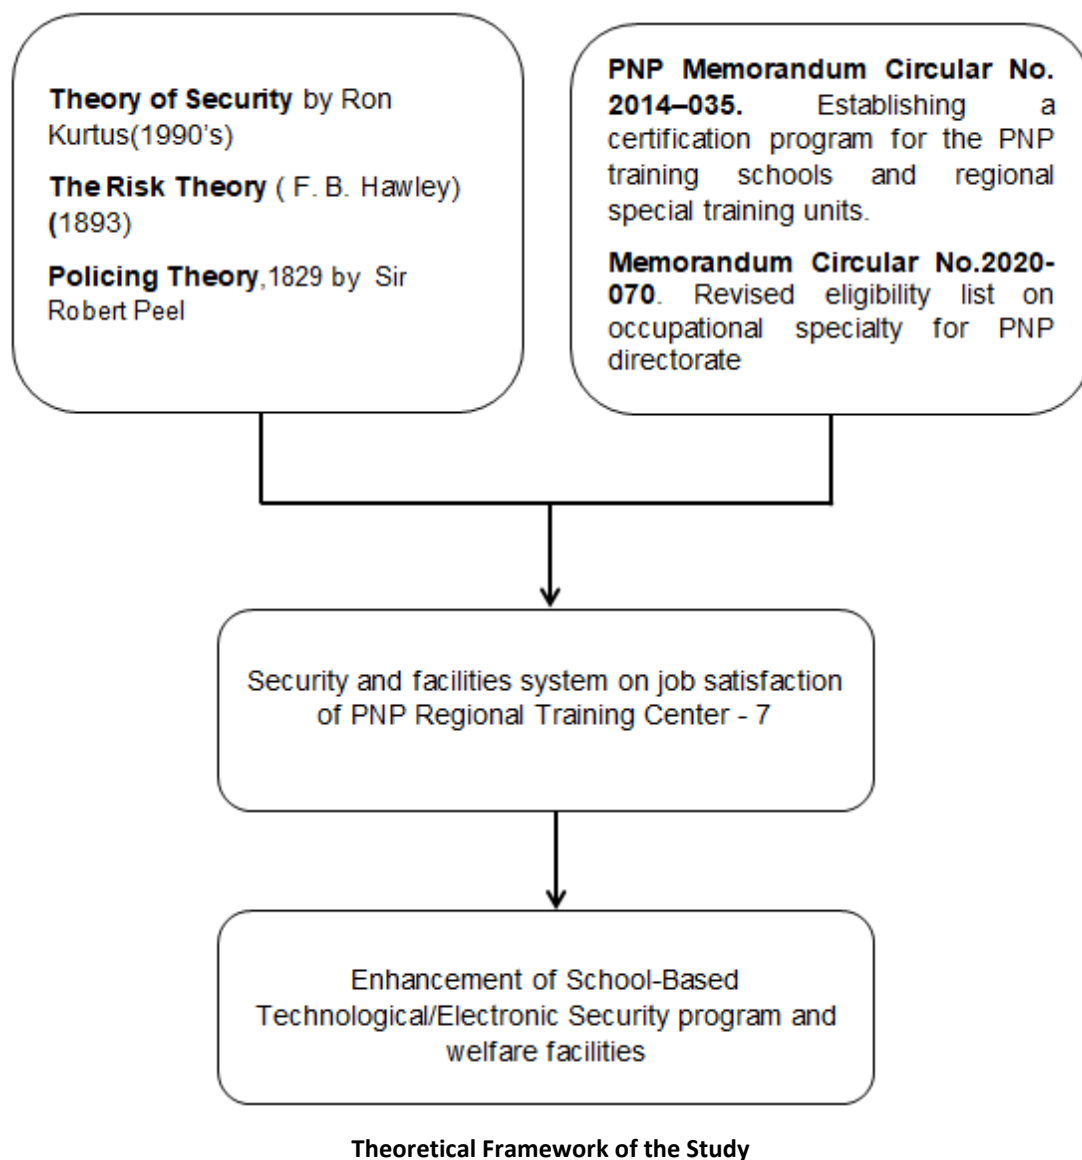 Theory of Security by Ron
Kurtus(1990’s)
The Risk Theory ( F. B. Hawley)
(1893)
Policing Theory,1829 by Sir
Robert Peel
PNP Memorandum Circular No.
2014–035. Establishing a
certification program for the PNP
training schools and regional
special training units.
Memorandum Circular No.2020-
070. Revised eligibility list on
occupational specialty for PNP
directorate
Security and facilities system on job satisfaction
of PNP Regional Training Center - 7
Enhancement of School-Based
Technological/Electronic Security program and
welfare facilities
Theoretical Framework of the Study